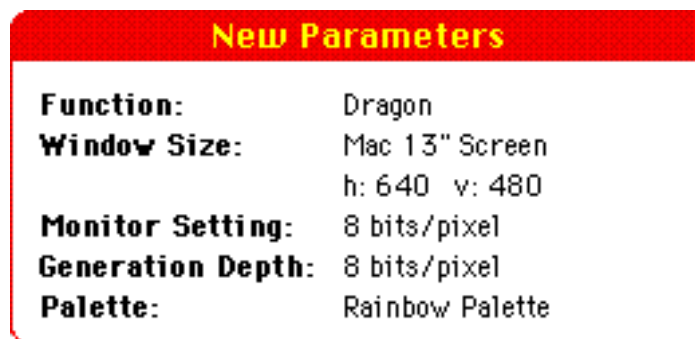 New Parameters
Function: Dragon
Window Size: Mac 13" Screen
h: 640 v: 480
Monitor Setting: 8 bits/pixel
Generation Depth: 8 bits/pixel
Palette: Rainbow Palette